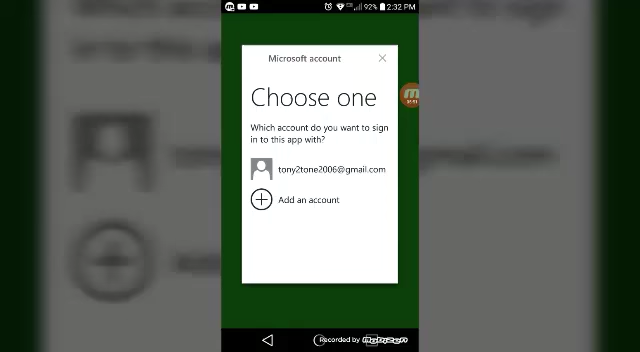 92% 2:32 PM
Microsoft account
Choose one
Which account do you want to sign
in to this app with?
tony2tone2006@gmail.com
Add an account
Recorded by Mobizen